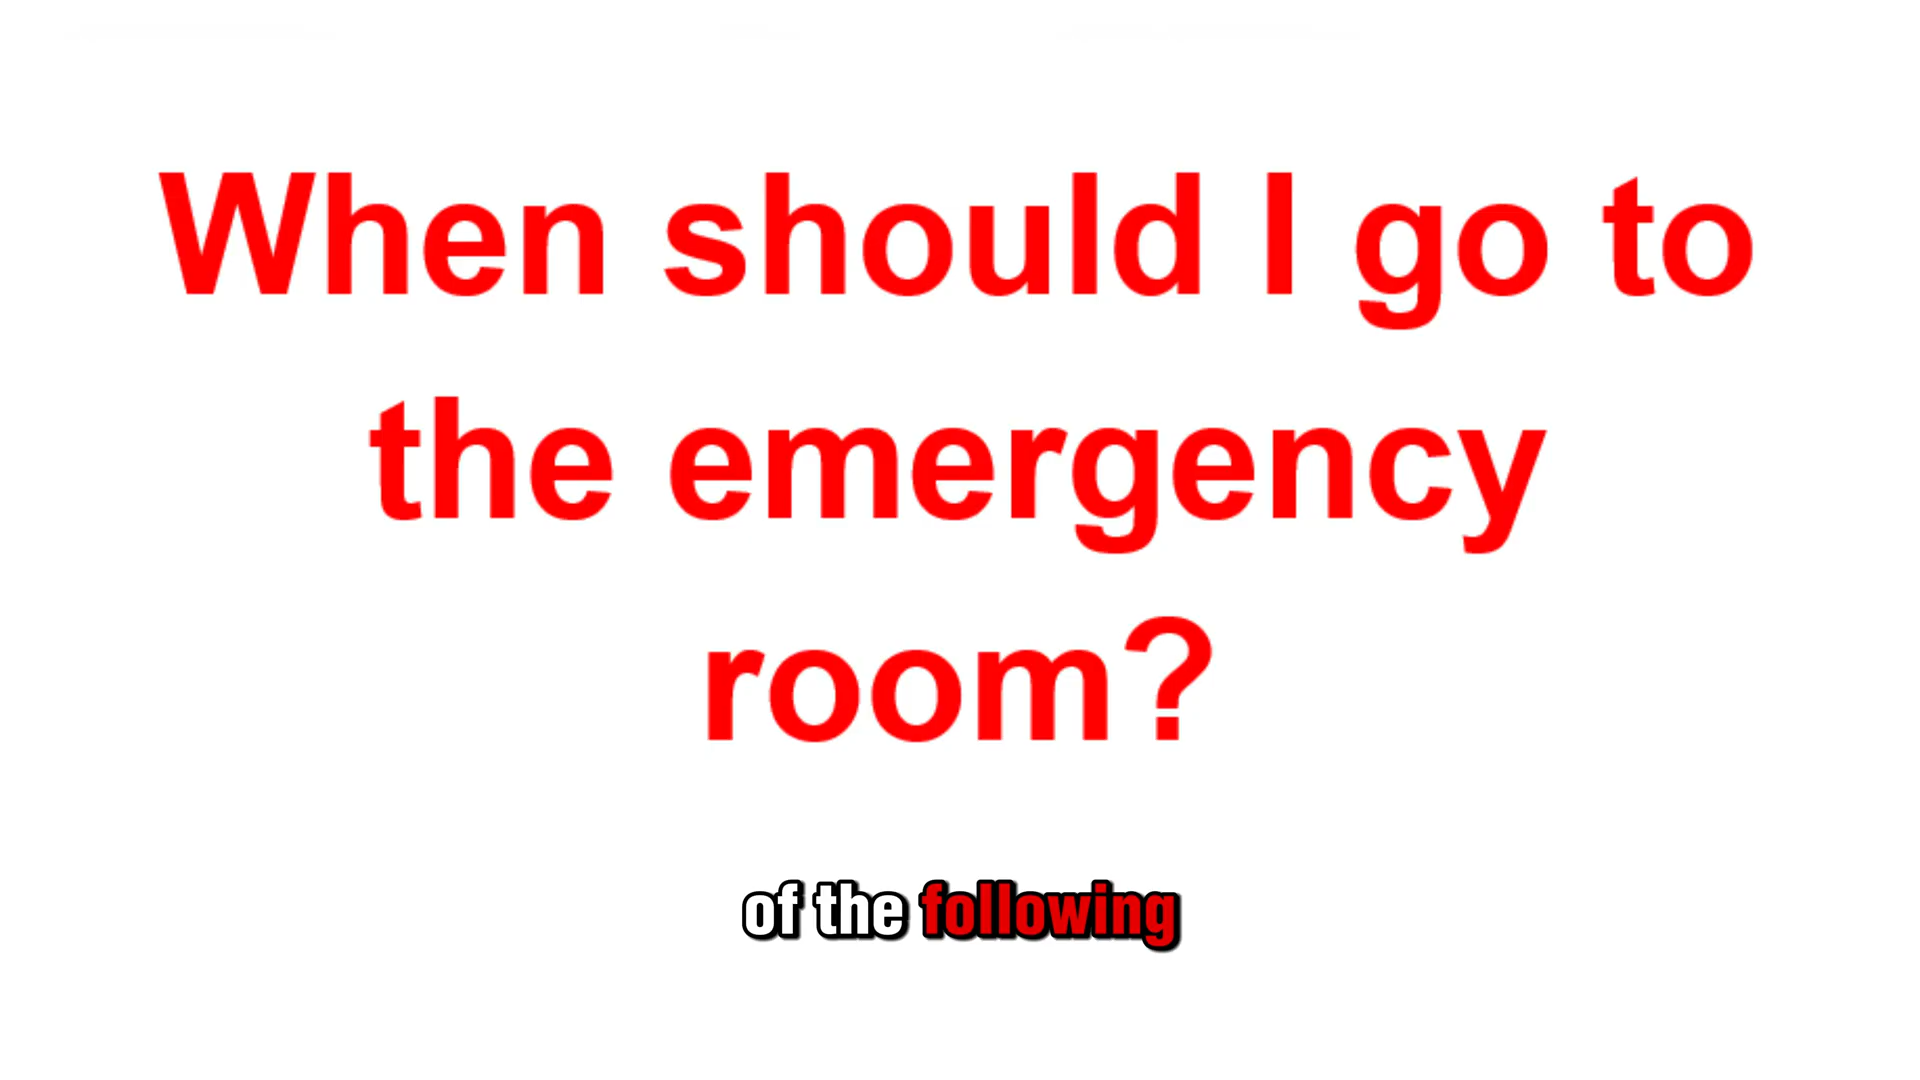 When should I go to
the emergency
room?
of the following